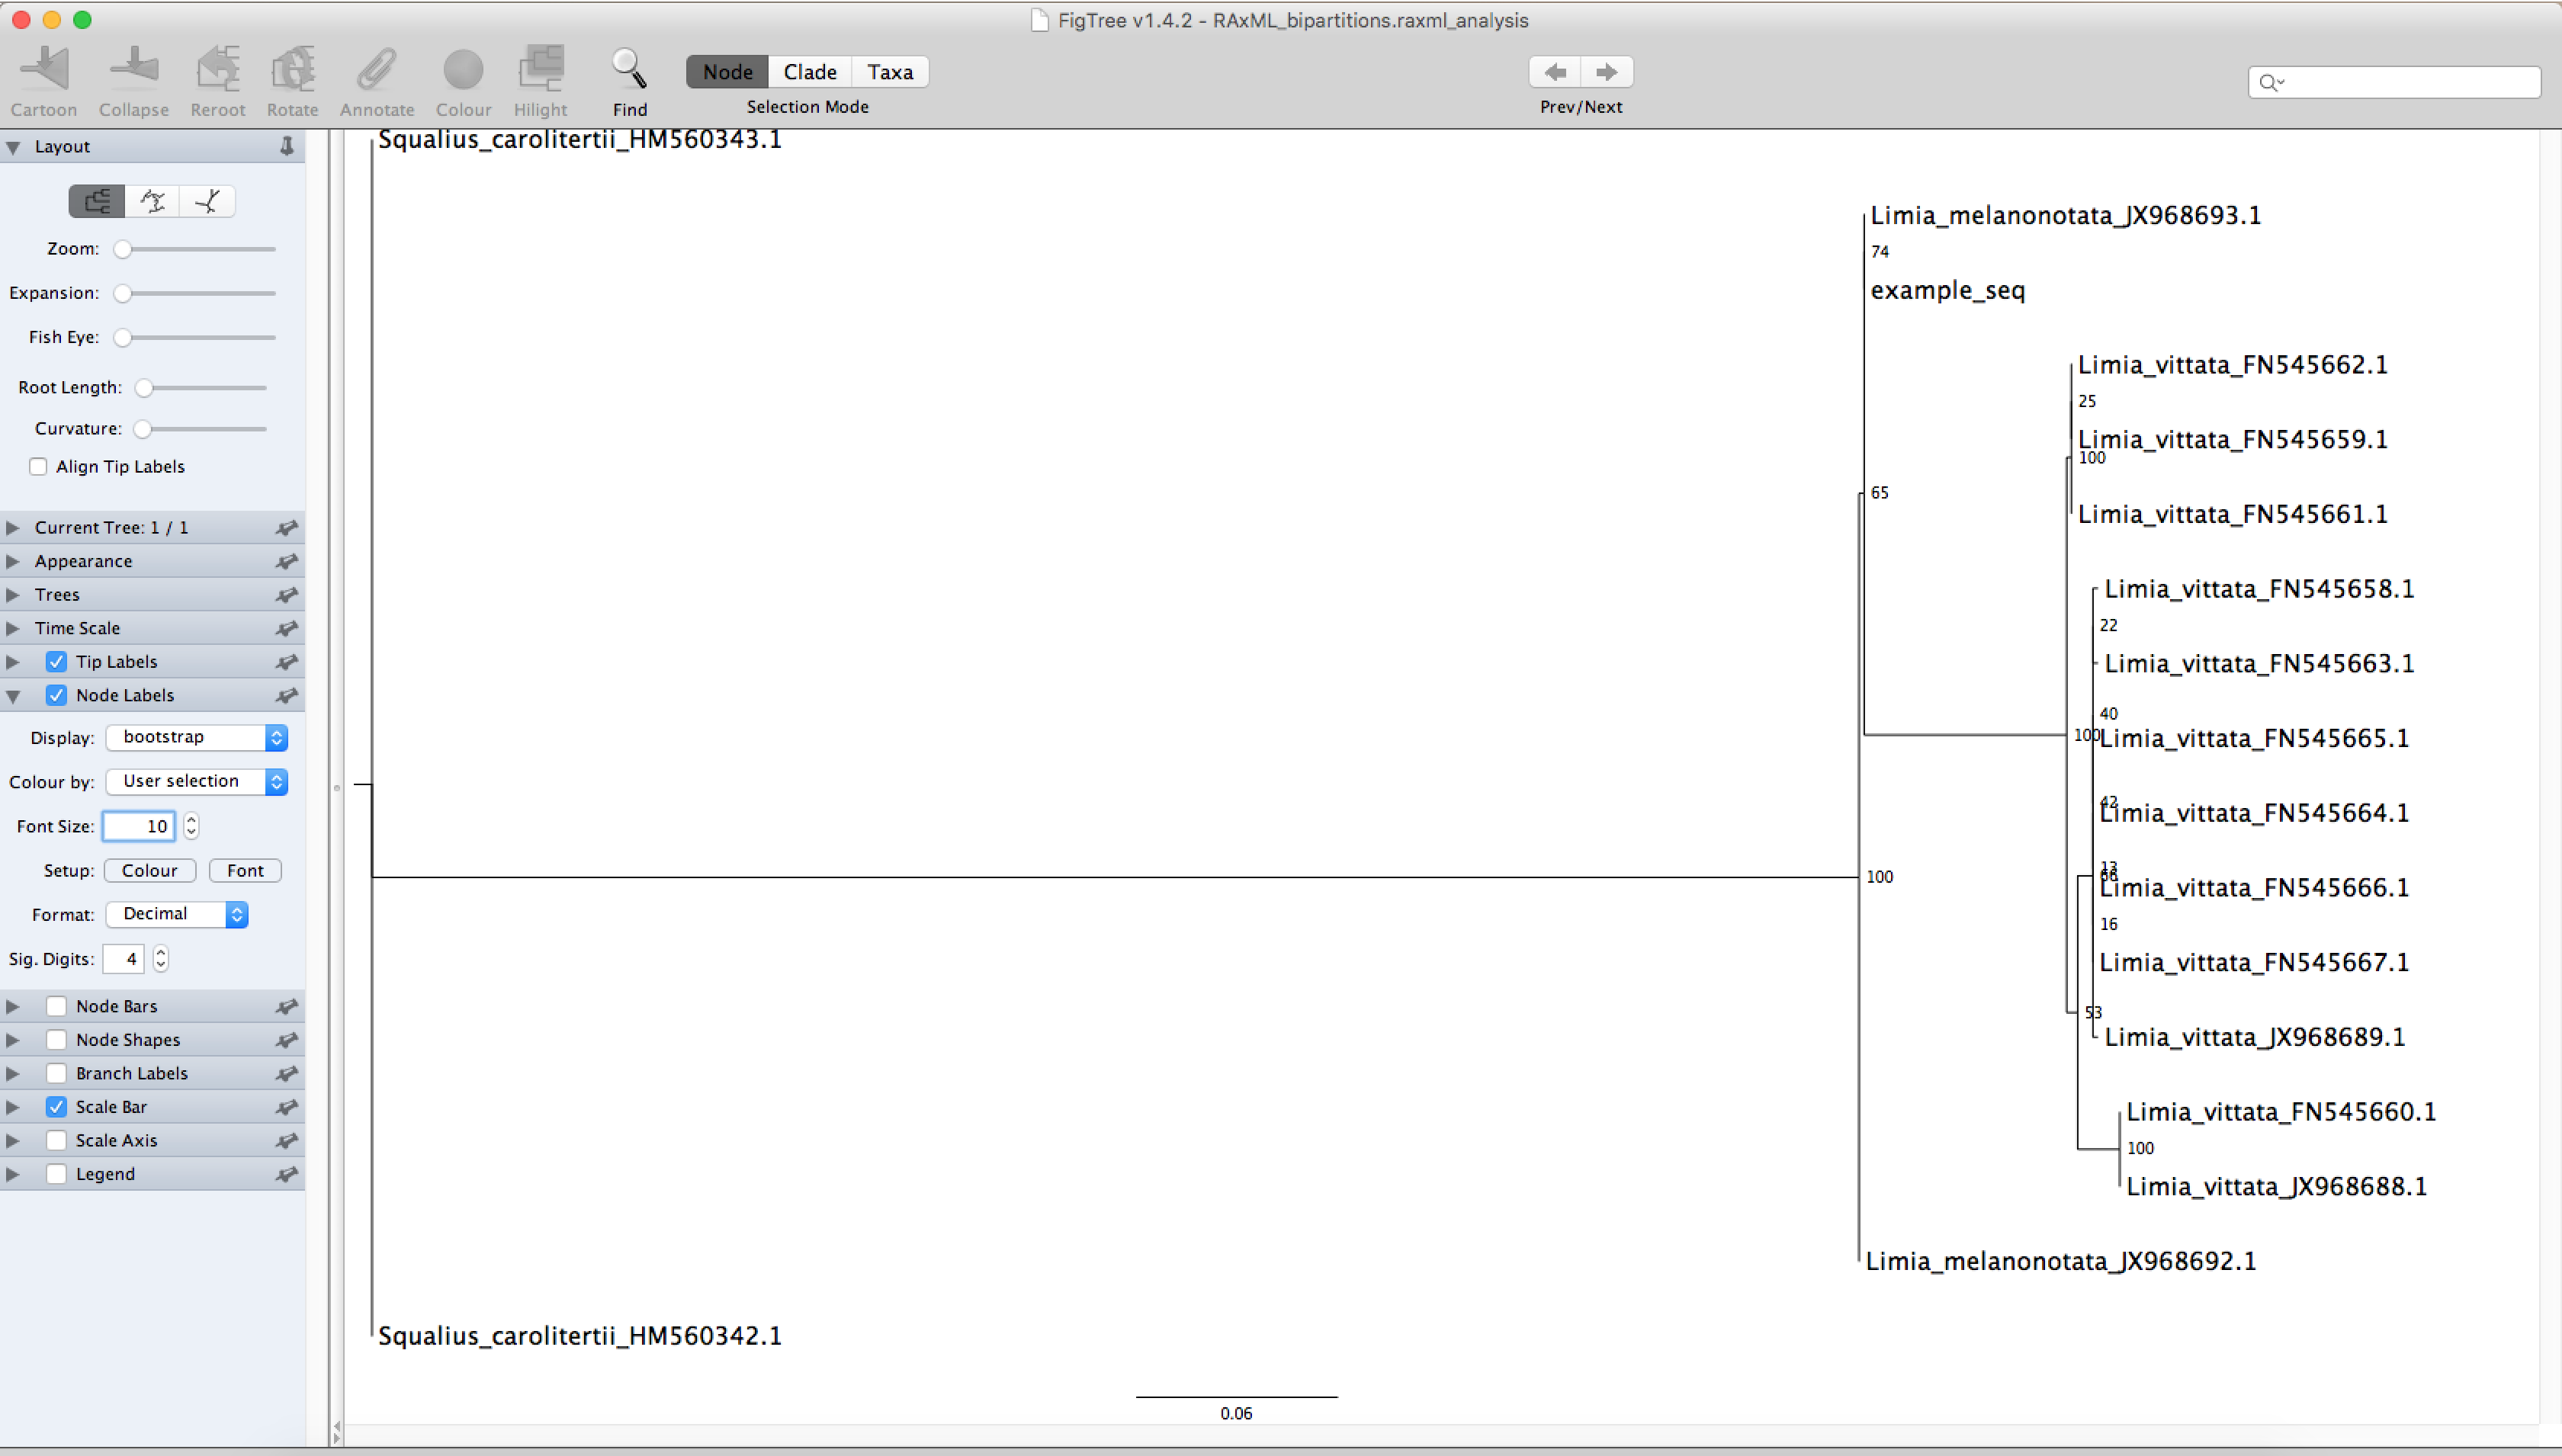 FigTree v1.4.2 - RAxML_bipartitions.raxml_analysis
Cartoon Collapse Reroot Rotate Annotate Colour Hilight Find
Node Clade Taxa
Selection Mode
Prev/Next
Layout
Zoom:
Expansion:
Fish Eye:
Root Length:
Curvature:
Align Tip Labels
Current Tree: 1 / 1
Appearance
Trees
Time Scale
Tip Labels
Node Labels
Display: bootstrap
Colour by: User selection
Font Size: 10
Setup: Colour Font
Format: Decimal
Sig. Digits: 4
Node Bars
Node Shapes
Branch Labels
Scale Bar
Scale Axis
Legend
Squalius_carolitertii_HM560343.1
Limia_melanonotata_JX968693.1
74
example_seq
Limia_vittata_FN545662.1
25
Limia_vittata_FN545659.1
100
65
Limia_vittata_FN545661.1
Limia_vittata_FN545658.1
22
Limia_vittata_FN545663.1
40
100
Limia_vittata_FN545665.1
42
Limia_vittata_FN545664.1
13
66
100
Limia_vittata_FN545666.1
16
Limia_vittata_FN545667.1
53
Limia_vittata_JX968689.1
Limia_vittata_FN545660.1
100
Limia_vittata_JX968688.1
Limia_melanonotata_JX968692.1
Squalius_carolitertii_HM560342.1
0.06